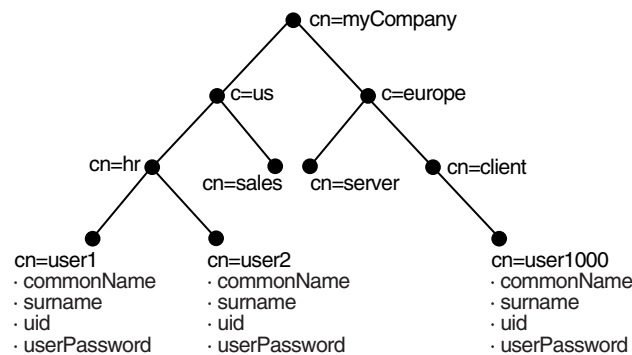 cn=myCompany
c=us
c=europe
cn=hr
cn=sales
cn=server
cn=client
cn=user1
· commonName
· surname
· uid
· userPassword
cn=user2
· commonName
· surname
· uid
· userPassword
cn=user1000
· commonName
· surname
· uid
· userPassword